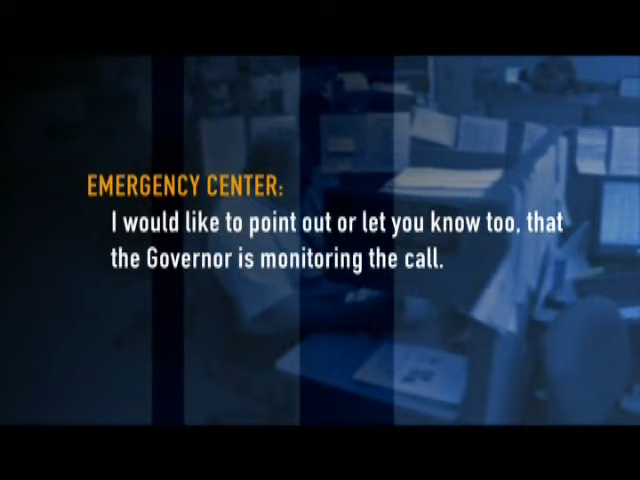 EMERGENCY CENTER:
I would like to point out or let you know too, that
the Governor is monitoring the call.